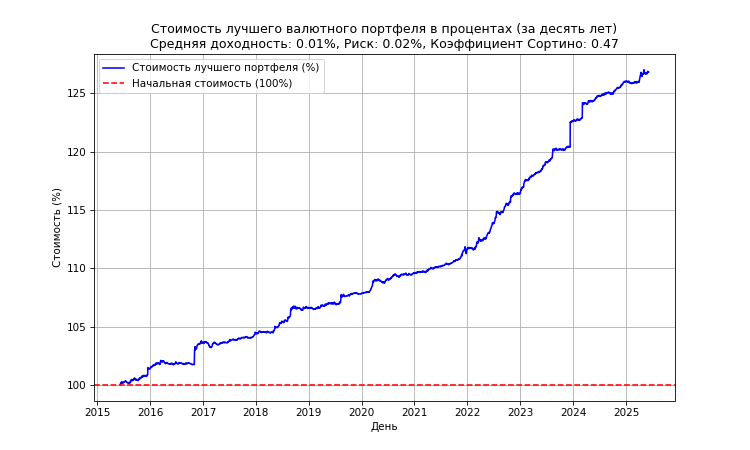 Стоимость лучшего валютного портфеля в процентах (за десять лет)
Средняя доходность: 0.01%, Риск: 0.02%, Коэффициент Сортино: 0.47
Стоимость лучшего портфеля (%)
Начальная стоимость (100%)
Стоимость (%)
125
120
115
110
105
100
2015 2016 2017 2018 2019 2020 2021 2022 2023 2024 2025
День